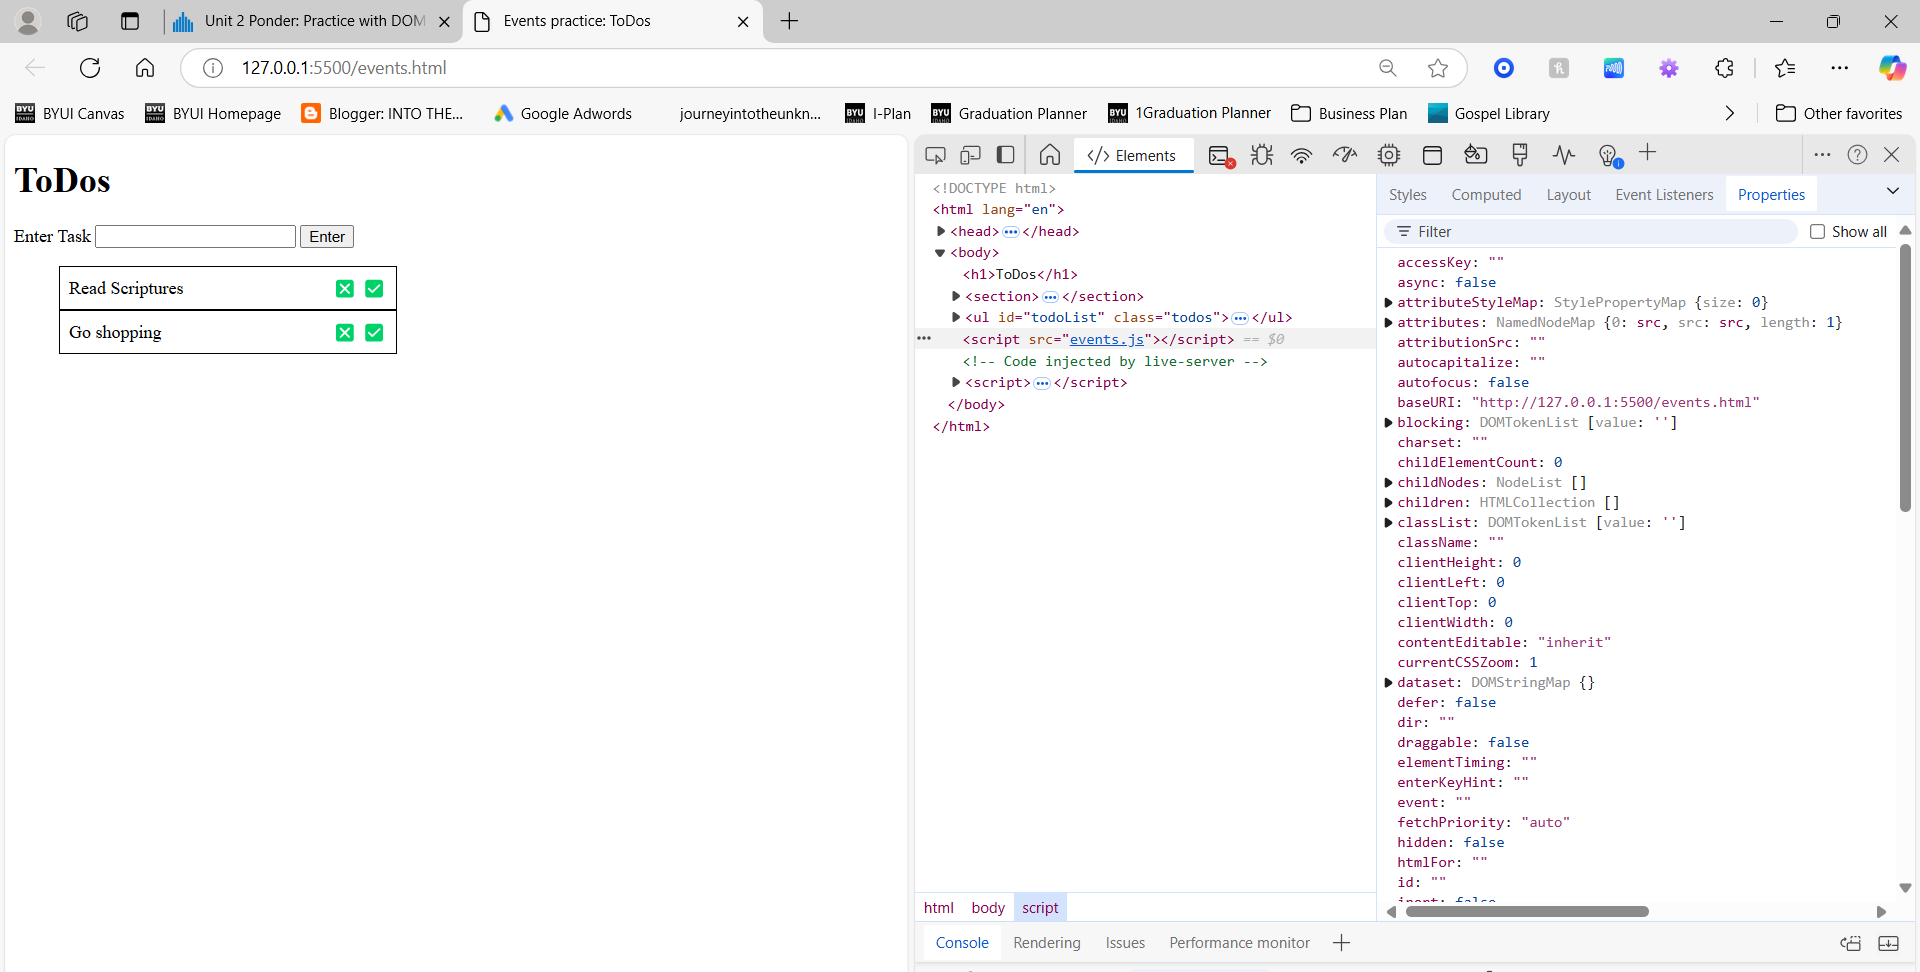 Unit 2 Ponder: Practice with DOM
Events practice: ToDos
127.0.0.1:5500/events.html
BYUI Canvas
BYUI Homepage
Blogger: INTO THE...
Google Adwords
journeyintotheunkn...
I-Plan
Graduation Planner
1Graduation Planner
Business Plan
Gospel Library
Other favorites
ToDos
Enter Task
Enter
Read Scriptures
Go shopping
Elements
<!DOCTYPE html>
<html lang="en">
<head>…</head>
<body>
<h1>ToDos</h1>
<section>…</section>
<ul id="todoList" class="todos">…</ul>
<script src="events.js"></script> == $0
<!-- Code injected by live-server -->
<script>…</script>
</body>
</html>
html body script
Styles Computed Layout Event Listeners Properties
Filter
Show all
accessKey: ""
async: false
attributeStyleMap: StylePropertyMap {size: 0}
attributes: NamedNodeMap {0: src, src: src, length: 1}
attributionSrc: ""
autocapitalize: ""
autofocus: false
baseURI: "http://127.0.0.1:5500/events.html"
blocking: DOMTokenList [value: '']
charset: ""
childElementCount: 0
childNodes: NodeList []
children: HTMLCollection []
classList: DOMTokenList [value: '']
className: ""
clientHeight: 0
clientLeft: 0
clientTop: 0
clientWidth: 0
contentEditable: "inherit"
currentCSSZoom: 1
dataset: DOMStringMap {}
defer: false
dir: ""
draggable: false
elementTiming: ""
enterKeyHint: ""
event: ""
fetchPriority: "auto"
hidden: false
htmlFor: ""
id: ""
inert: false
Console Rendering Issues Performance monitor